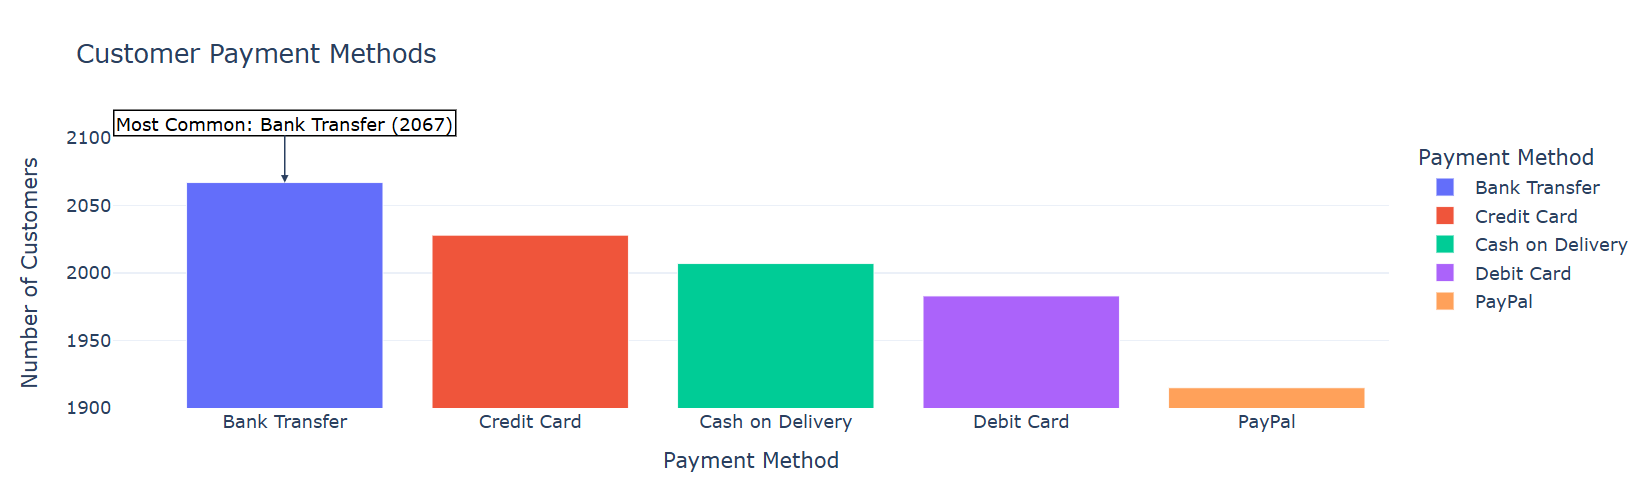 Customer Payment Methods
Most Common: Bank Transfer (2067)
2100
2050
2000
1950
1900
Number of Customers
Bank Transfer
Credit Card
Cash on Delivery
Debit Card
PayPal
Payment Method
Payment Method
Bank Transfer
Credit Card
Cash on Delivery
Debit Card
PayPal